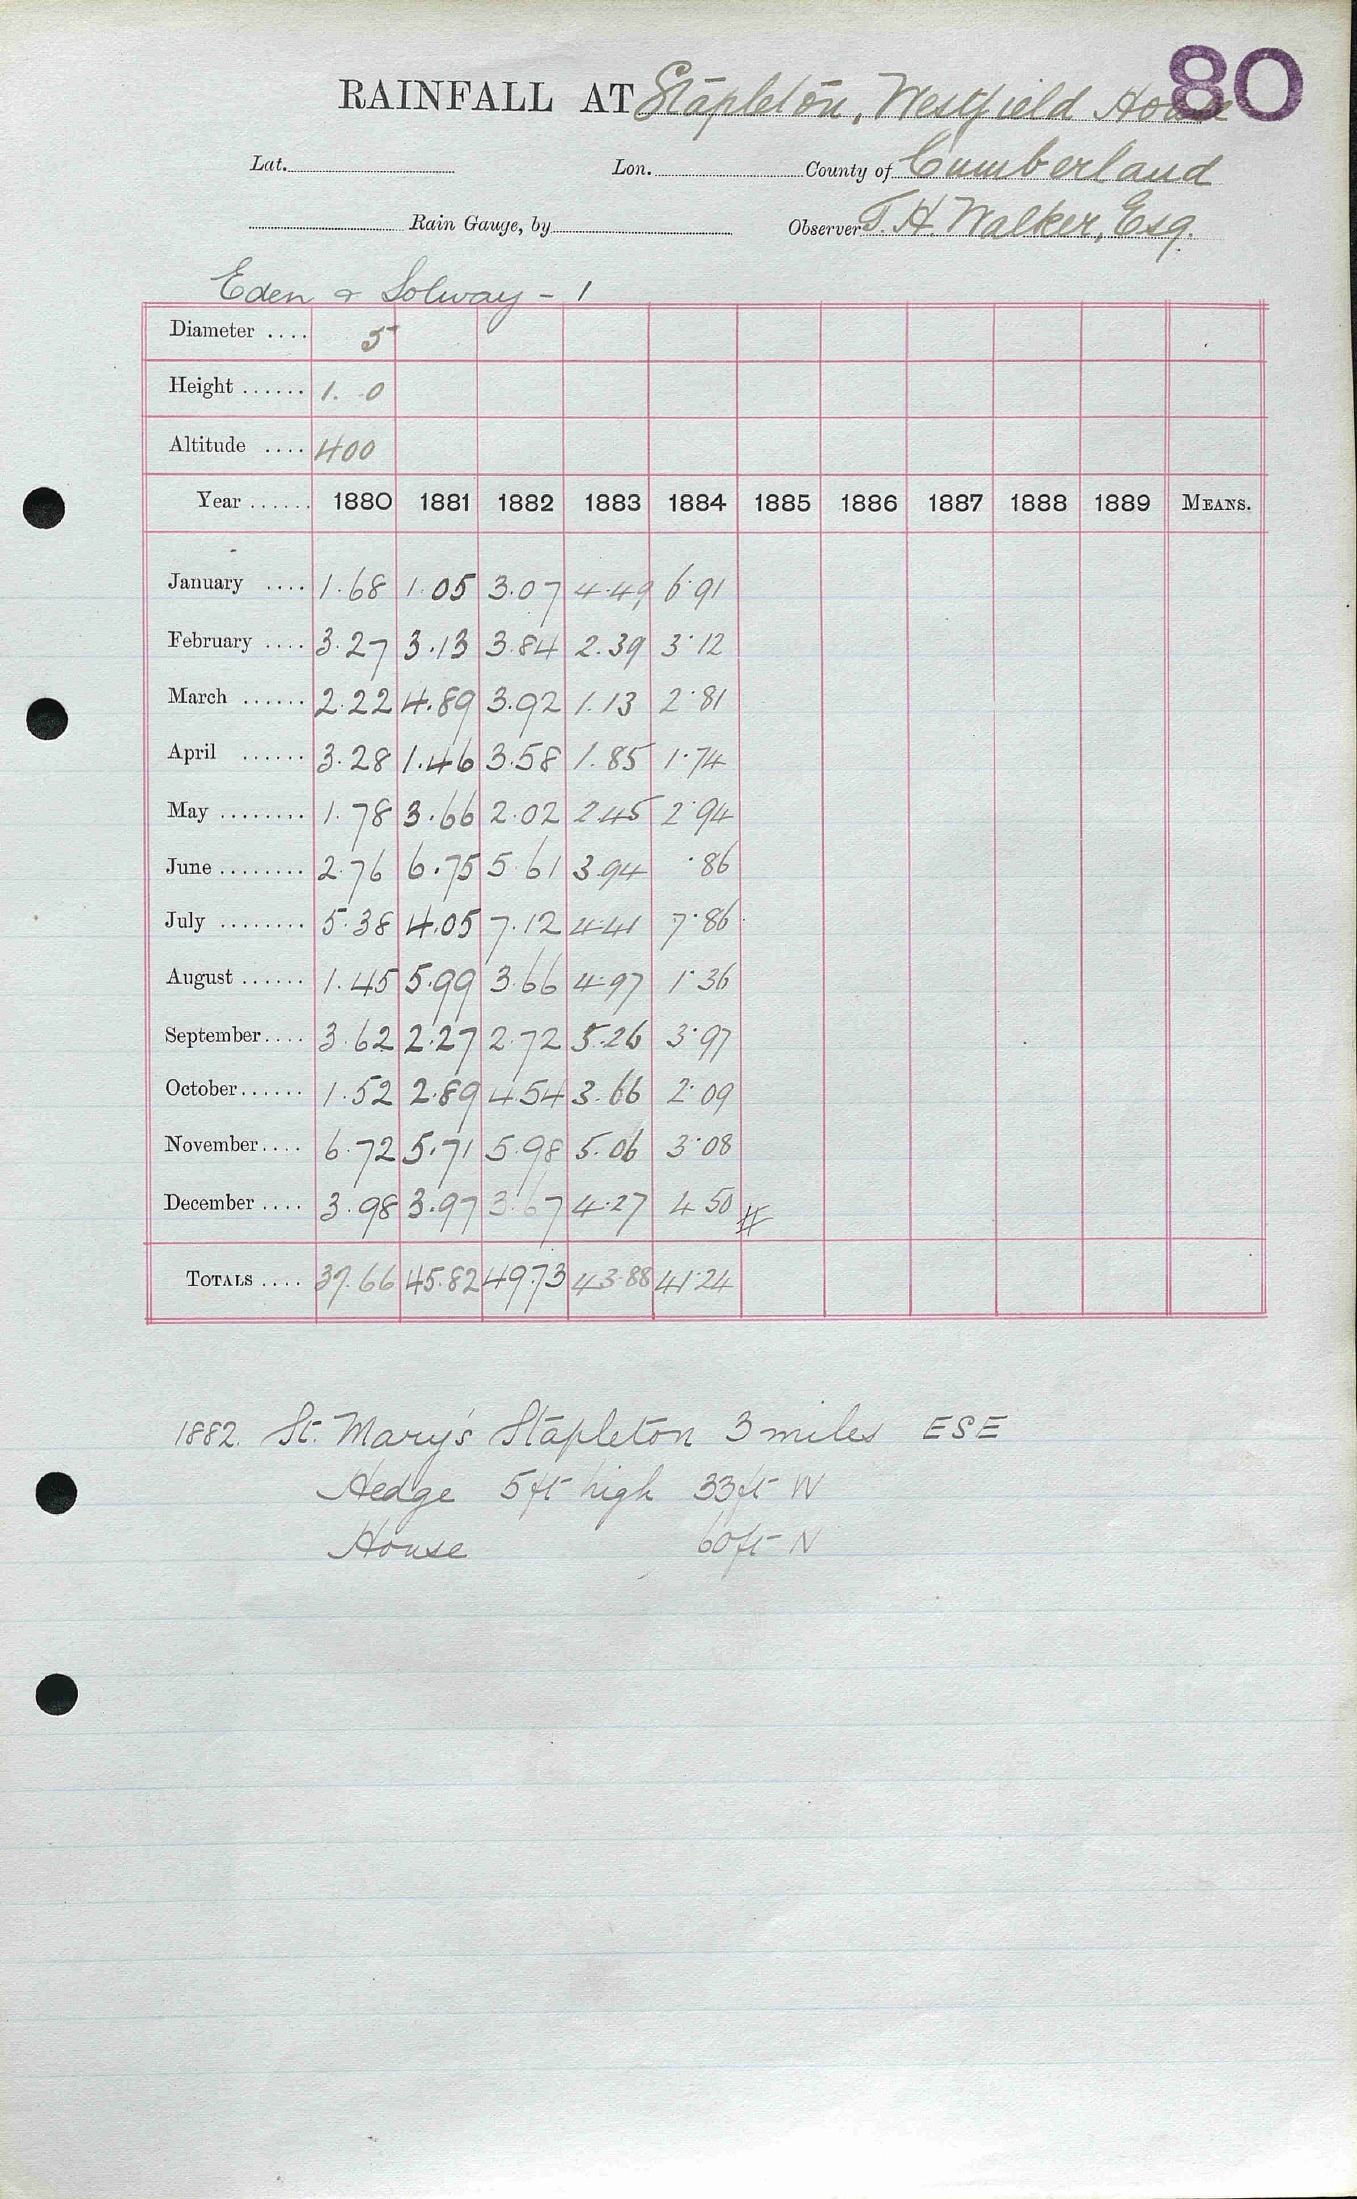 80
RAINFALL AT Stapleton, Westfield House
Lat. Lon. County of Cumberland
Rain Gauge, by Observer T. H. Walker, Esq.
Eden & Solway - 1
Diameter .... 5
Height ...... 1. 0
Altitude .... 400
Year ...... 1880 1881 1882 1883 1884 1885 1886 1887 1888 1889 MEANS.
January .... 1.68 1.05 3.07 4.49 6.91
February .... 3.27 3.13 3.84 2.39 3.12
March ...... 2.22 4.89 3.92 1.13 2.81
April ...... 3.28 1.46 3.58 1.85 1.74
May ........ 1.78 3.66 2.02 2.45 2.94
June ........ 2.76 6.75 5.61 3.94 .86
July ........ 5.38 4.05 7.12 4.41 7.86
August ...... 1.45 5.99 3.66 4.97 1.36
September.... 3.62 2.27 2.72 5.26 3.97
October...... 1.52 2.89 4.54 3.66 2.09
November.... 6.72 5.71 5.98 5.06 3.08
December .... 3.98 3.97 3.67 4.27 4.50 #
TOTALS .... 37.66 45.82 49.73 43.88 41.24
1882. St. Mary's Stapleton 3 miles ESE
Hedge 5ft high 33ft W
House 60ft N